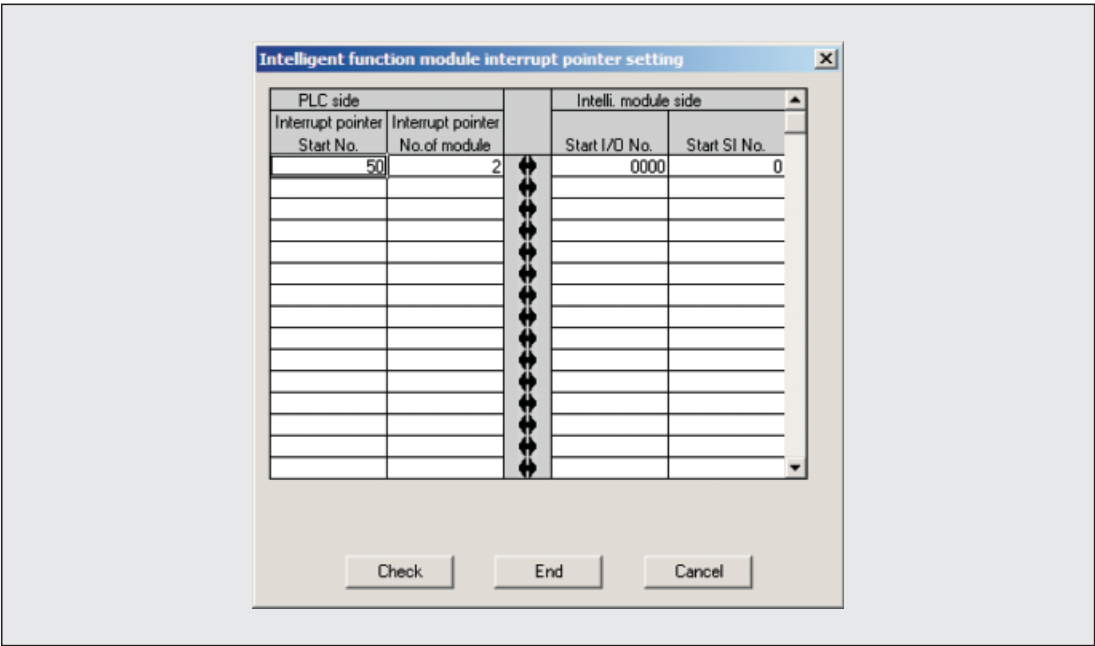 Intelligent function module interrupt pointer setting
PLC side Intelli. module side
Interrupt pointer Interrupt pointer
Start No. No.of module Start I/O No. Start SI No.
50 2 0000 0
Check End Cancel